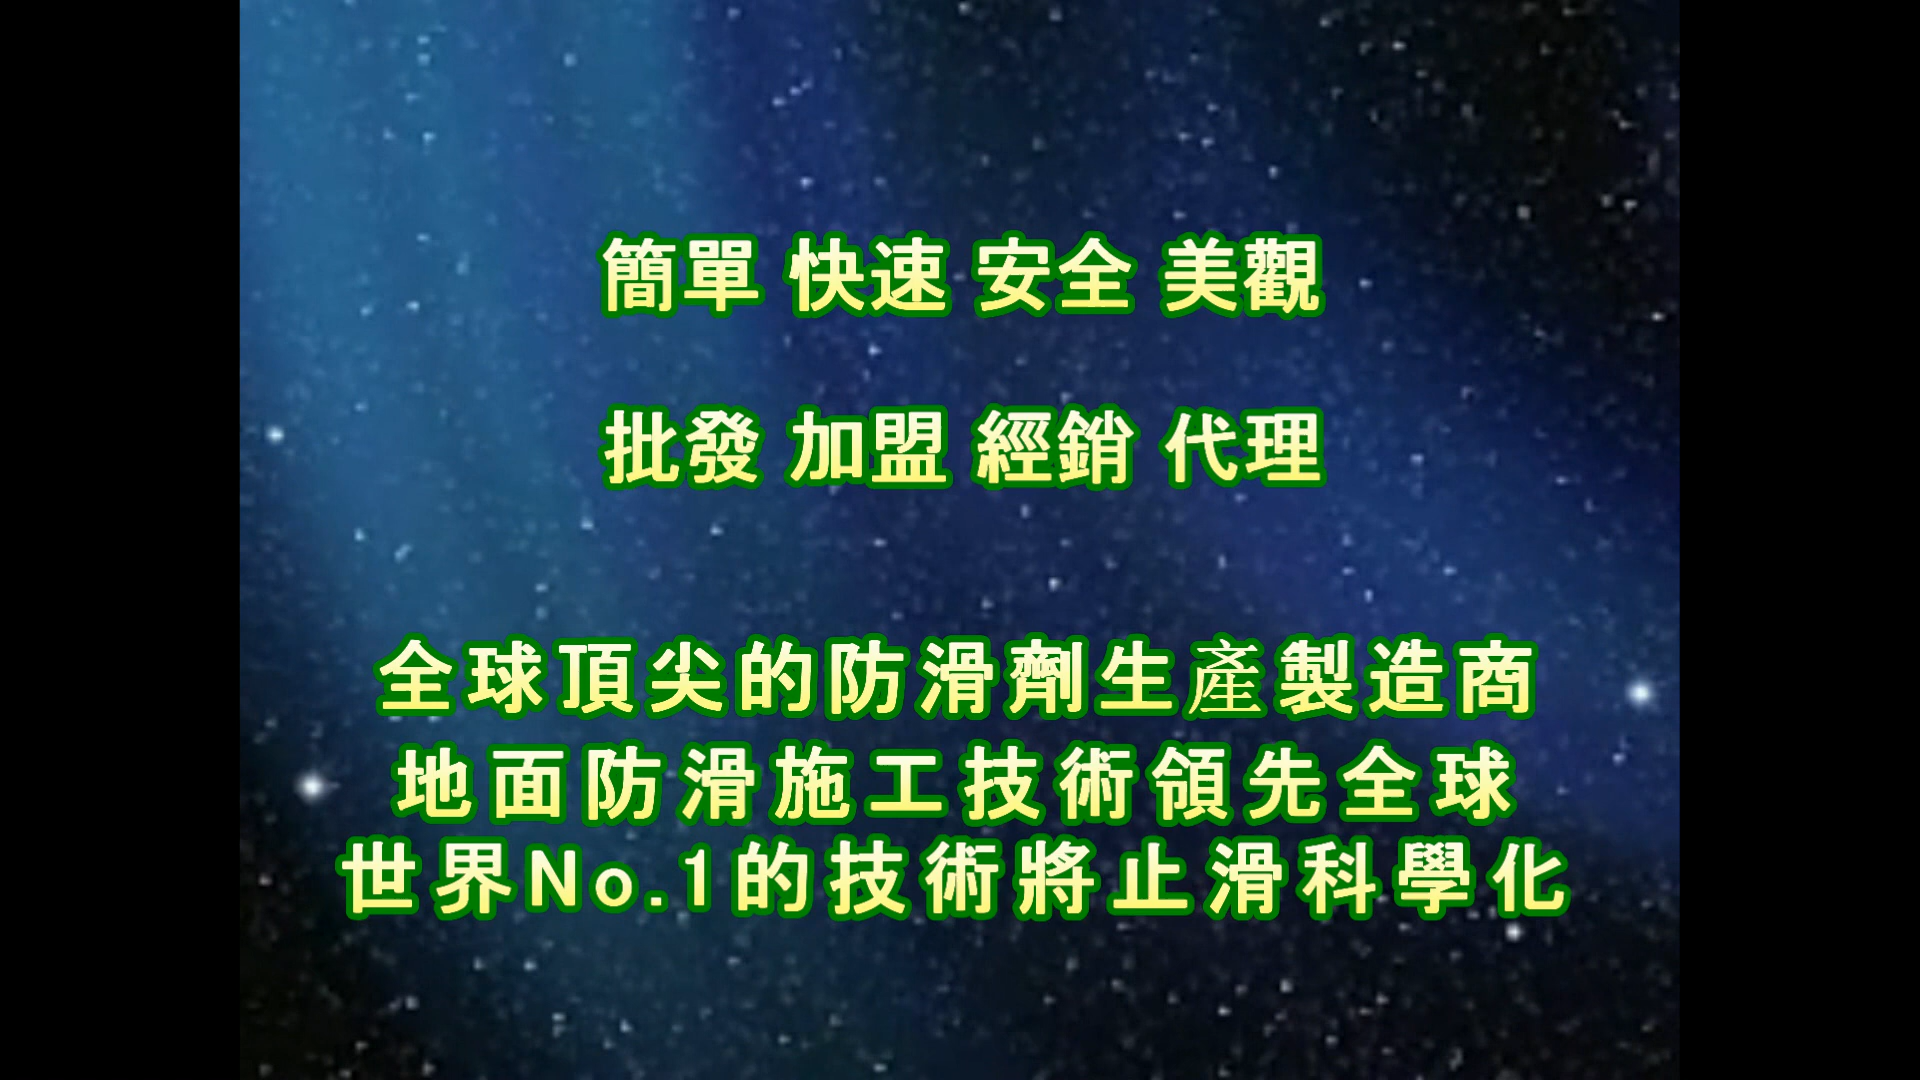 簡單 快速 安全 美觀
批發 加盟 經銷 代理
全球頂尖的防滑劑生產製造商
地面防滑施工技術領先全球
世界No.1的技術將止滑科學化